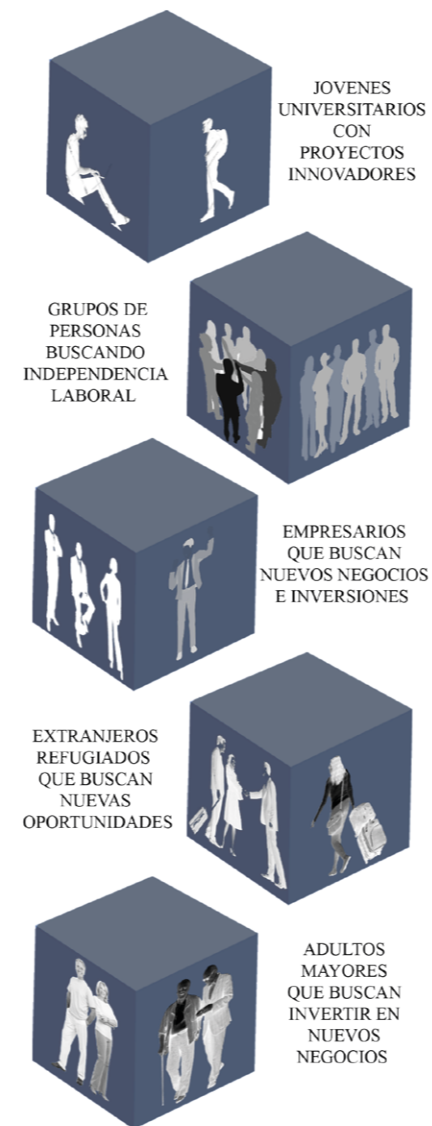 JOVENES
UNIVERSITARIOS
CON
PROYECTOS
INNOVADORES
GRUPOS DE
PERSONAS
BUSCANDO
INDEPENDENCIA
LABORAL
EMPRESARIOS
QUE BUSCAN
NUEVOS NEGOCIOS
E INVERSIONES
EXTRANJEROS
REFUGIADOS
QUE BUSCAN
NUEVAS
OPORTUNIDADES
ADULTOS
MAYORES
QUE BUSCAN
INVERTIR EN
NUEVOS
NEGOCIOS